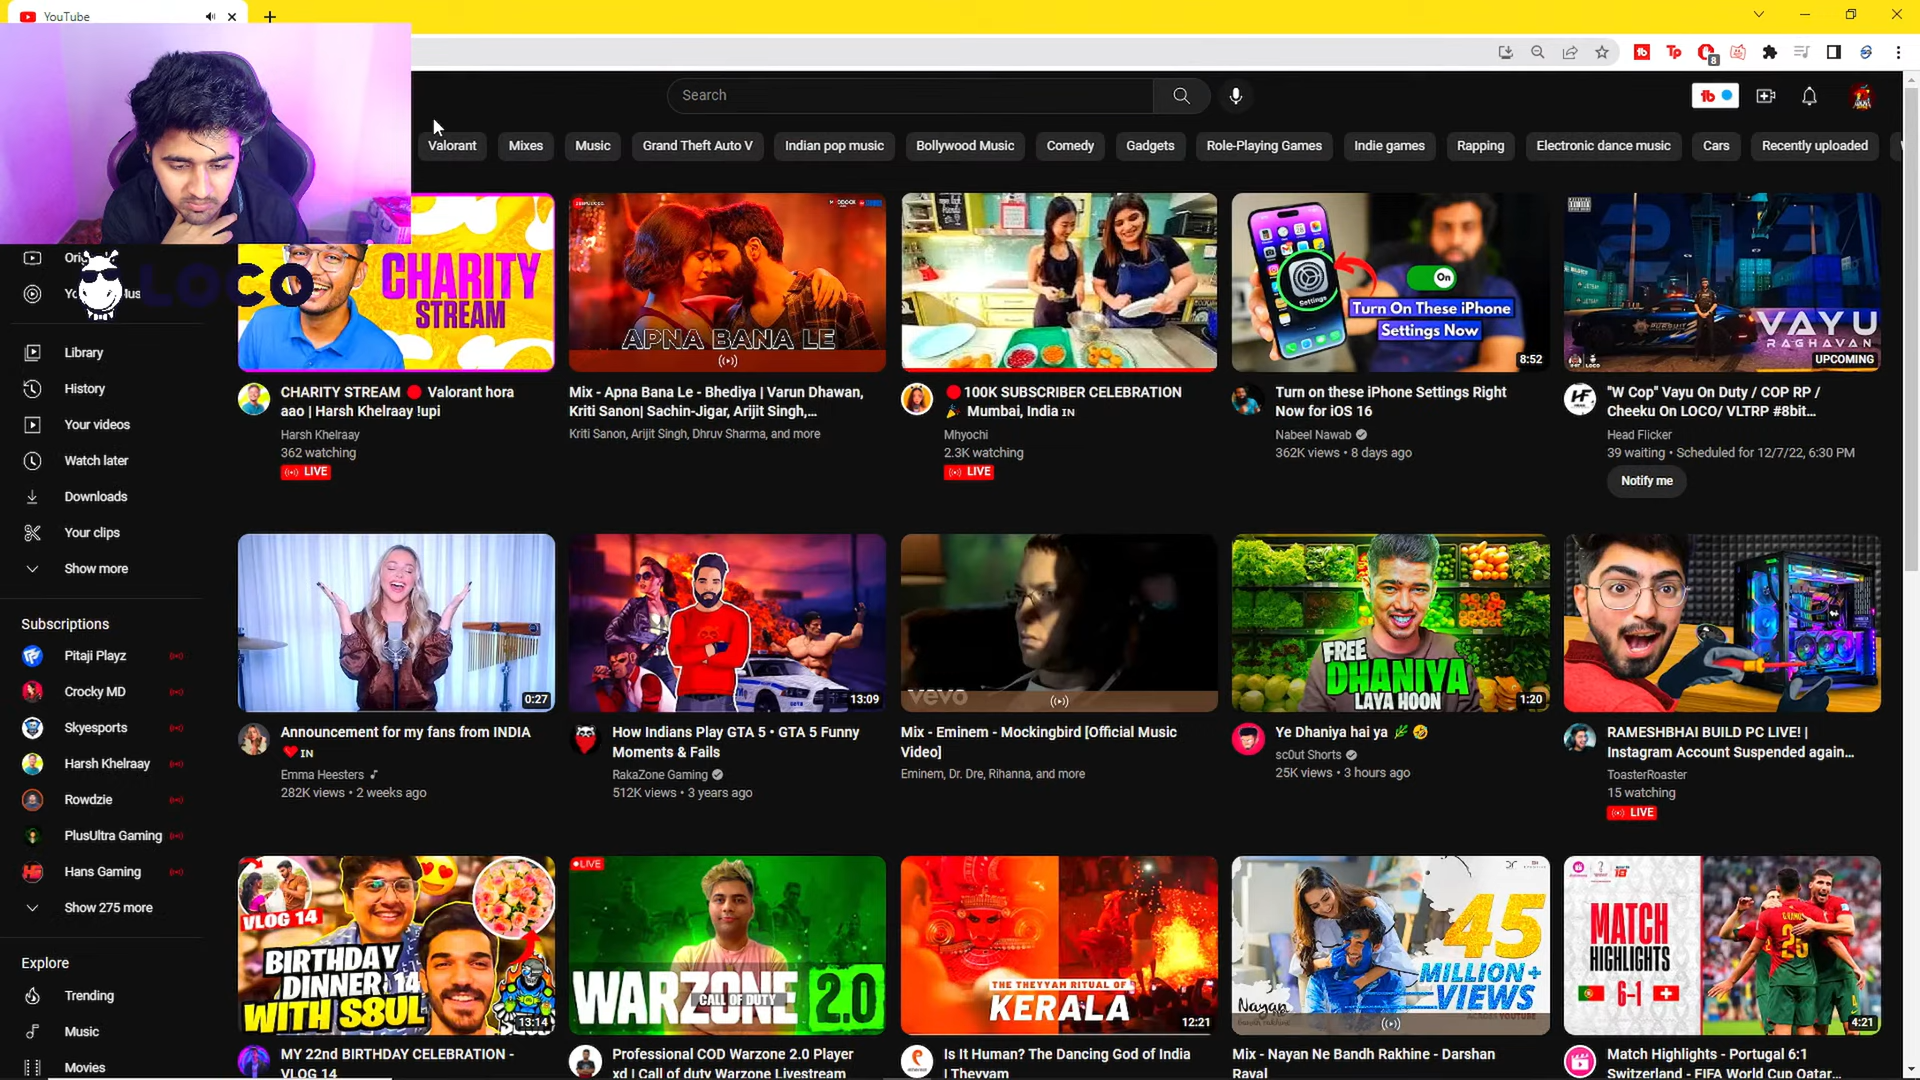 YouTube
Search
8
Valorant
Mixes
Music
Grand Theft Auto V
Indian pop music
Bollywood Music
Comedy
Gadgets
Role-Playing Games
Indie games
Rapping
Electronic dance music
Cars
Recently uploaded
LOCO
Library
History
Your videos
Watch later
Downloads
Your clips
Show more
Subscriptions
Pitaji Playz
Crocky MD
Skyesports
Harsh Khelraay
Rowdzie
PlusUltra Gaming
Hans Gaming
Show 275 more
Explore
Trending
Music
Movies
CHARITY
STREAM
CHARITY STREAM 🔴 Valorant hora
aao | Harsh Khelraay !upi
Harsh Khelraay
362 watching
LIVE
APNA BANA LE
Mix - Apna Bana Le - Bhediya | Varun Dhawan,
Kriti Sanon| Sachin-Jigar, Arijit Singh,...
Kriti Sanon, Arijit Singh, Dhruv Sharma, and more
🔴100K SUBSCRIBER CELEBRATION
🎉 Mumbai, India IN
Mhyochi
2.3K watching
LIVE
Settings
On
Turn On These iPhone
Settings Now
8:52
Turn on these iPhone Settings Right
Now for iOS 16
Nabeel Nawab
362K views • 8 days ago
VAYU
RAGHAVAN
UPCOMING
"W Cop" Vayu On Duty / COP RP /
Cheeku On LOCO/ VLTRP #8bit...
Head Flicker
39 waiting • Scheduled for 12/7/22, 6:30 PM
Notify me
0:27
Announcement for my fans from INDIA
❤️IN
Emma Heesters
282K views • 2 weeks ago
13:09
How Indians Play GTA 5 • GTA 5 Funny
Moments & Fails
RakaZone Gaming
512K views • 3 years ago
vevo
Mix - Eminem - Mockingbird [Official Music
Video]
Eminem, Dr. Dre, Rihanna, and more
FREE
DHANIYA
LAYA HOON
1:20
Ye Dhaniya hai ya 🌿 🤣
sc0ut Shorts
25K views • 3 hours ago
RAMESHBHAI BUILD PC LIVE! |
Instagram Account Suspended again...
ToasterRoaster
15 watching
LIVE
VLOG 14
BIRTHDAY
DINNER 14
WITH S8UL
13:14
MY 22nd BIRTHDAY CELEBRATION -
VLOG 14
LIVE
WARZONE 2.0
CALL OF DUTY
Professional COD Warzone 2.0 Player
xd | Call of duty Warzone Livestream
THE THEYYAM RITUAL OF
KERALA
12:21
Is It Human? The Dancing God of India
| Theyyam
45
MILLION+
VIEWS
Nayan
Mix - Nayan Ne Bandh Rakhine - Darshan
Raval
MATCH
HIGHLIGHTS
6-1
4:21
Match Highlights - Portugal 6:1
Switzerland - FIFA World Cup Qatar...